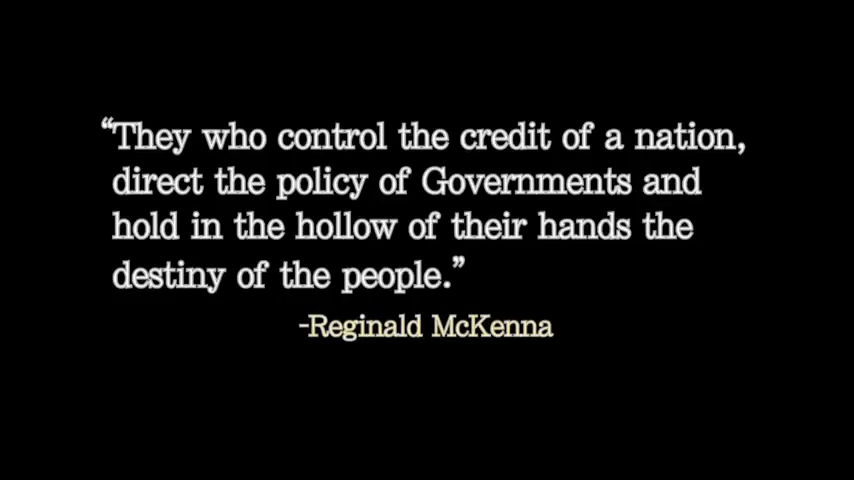 “They who control the credit of a nation,
direct the policy of Governments and
hold in the hollow of their hands the
destiny of the people.”
-Reginald McKenna